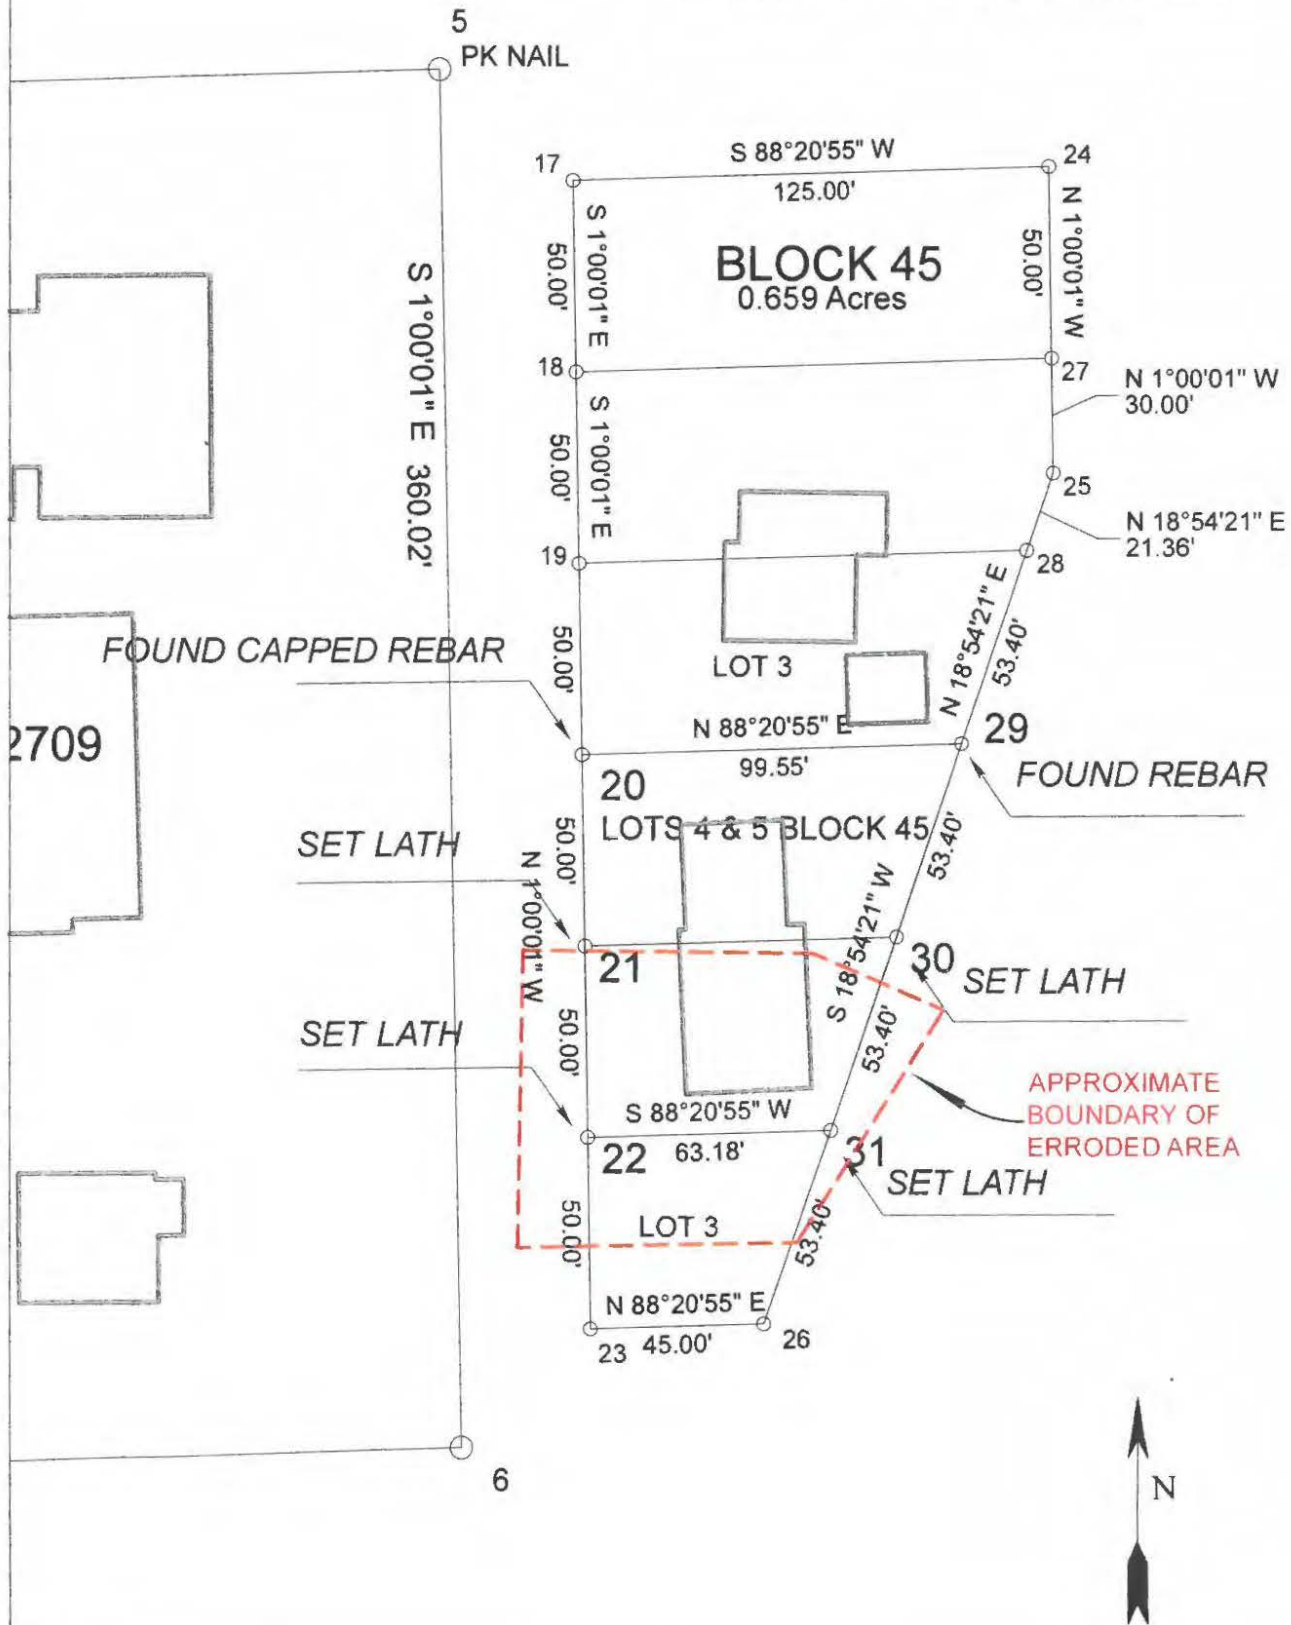 5
PK NAIL
17
S 88°20'55" W
24
125.00'
S 1°00'01" E
50.00'
BLOCK 45
0.659 Acres
50.00'
N 1°00'01" W
S 1°00'01" E 360.02'
18
27
N 1°00'01" W
30.00'
S 1°00'01" E
50.00'
25
N 18°54'21" E
21.36'
19
28
FOUND CAPPED REBAR
50.00'
LOT 3
N 18°54'21" E
53.40'
2709
N 88°20'55" E
99.55'
29
FOUND REBAR
20
LOTS 4 & 5 BLOCK 45
SET LATH
50.00'
N 1°00'01" W
53.40'
S 18°54'21" W
21
30
SET LATH
SET LATH
50.00'
53.40'
APPROXIMATE
BOUNDARY OF
ERRODED AREA
S 88°20'55" W
63.18'
22
31
SET LATH
50.00'
LOT 3
53.40'
N 88°20'55" E
45.00'
23
26
6
N